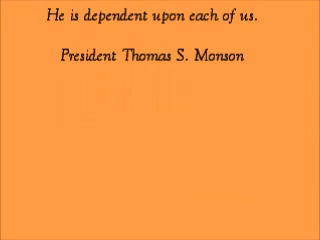 He is dependent upon each of us.
President Thomas S. Monson